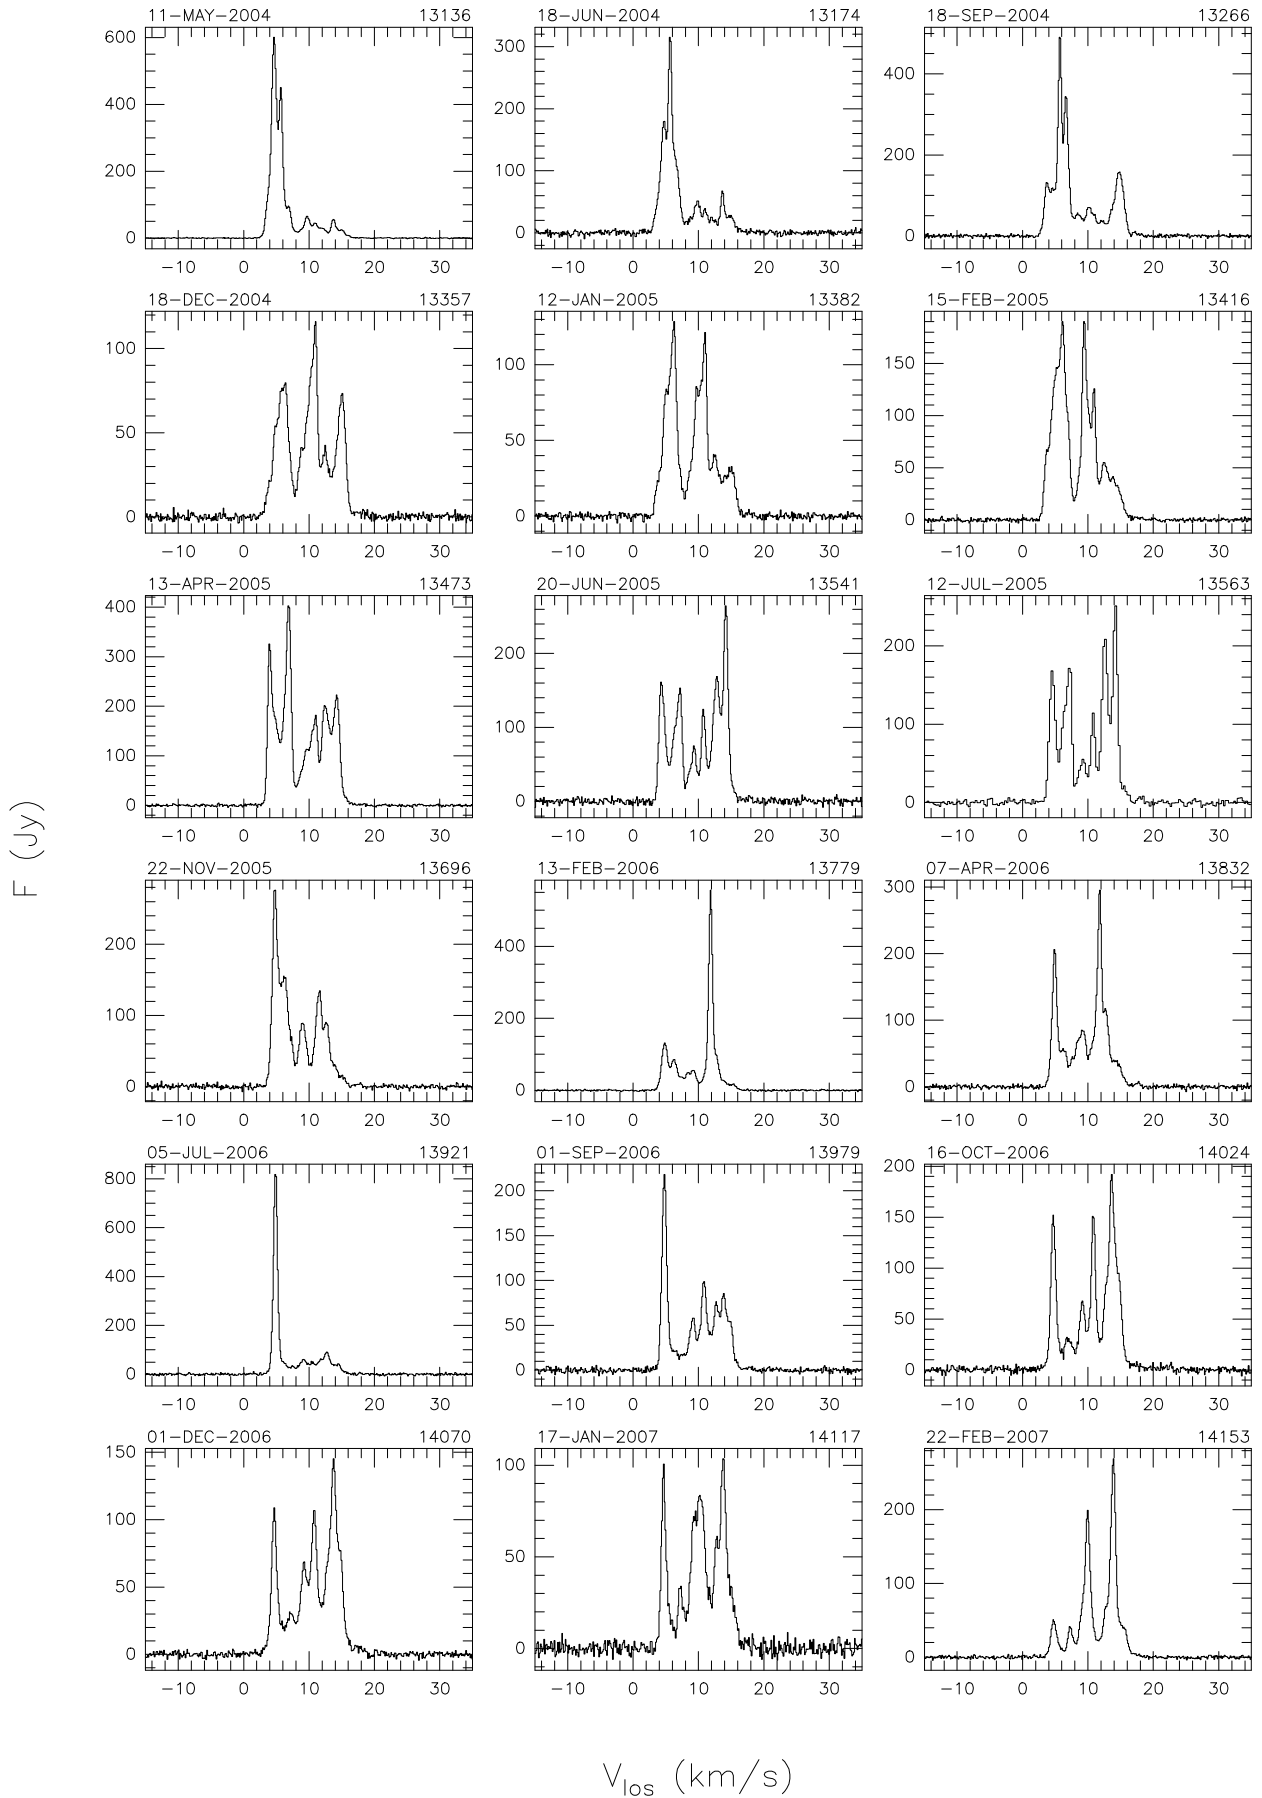 11-MAY-2004 13136 18-JUN-2004 13174 18-SEP-2004 13266
600 300 400
400 200 200
200 100
0 0 0
-10 0 10 20 30 -10 0 10 20 30 -10 0 10 20 30
18-DEC-2004 13357 12-JAN-2005 13382 15-FEB-2005 13416
100 100 150
50 50 100
0 0 50
0
-10 0 10 20 30 -10 0 10 20 30 -10 0 10 20 30
13-APR-2005 13473 20-JUN-2005 13541 12-JUL-2005 13563
400 200 200
300 100 100
200 0 0
100
0
-10 0 10 20 30 -10 0 10 20 30 -10 0 10 20 30
F (Jy)
22-NOV-2005 13696 13-FEB-2006 13779 07-APR-2006 13832
200 400 300
100 200 200
0 0 100
0
-10 0 10 20 30 -10 0 10 20 30 -10 0 10 20 30
05-JUL-2006 13921 01-SEP-2006 13979 16-OCT-2006 14024
800 200 200
600 150 150
400 100 100
200 50 50
0 0 0
-10 0 10 20 30 -10 0 10 20 30 -10 0 10 20 30
01-DEC-2006 14070 17-JAN-2007 14117 22-FEB-2007 14153
150 100 200
100 50 100
50 0 0
0
-10 0 10 20 30 -10 0 10 20 30 -10 0 10 20 30
V_los (km/s)